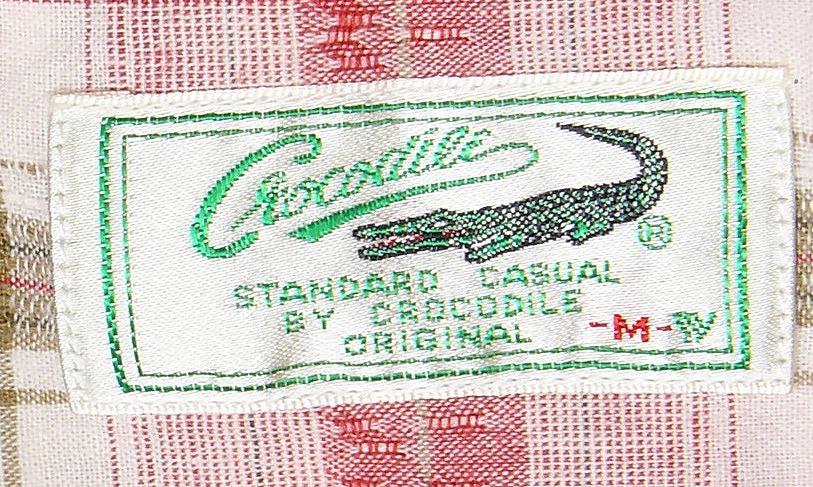 Crocodile
®
STANDARD CASUAL
BY CROCODILE
ORIGINAL
-M-W